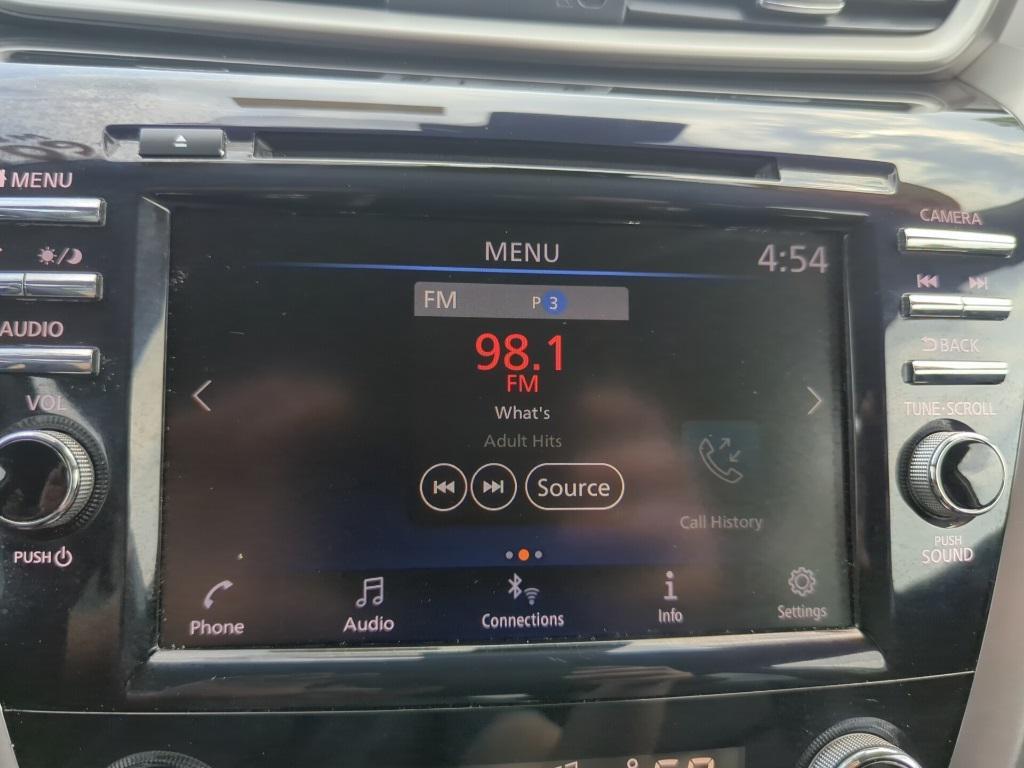 MENU
CAMERA
MENU
4:54
FM P 3
AUDIO
98.1
FM
BACK
VOL
What's
TUNE·SCROLL
Adult Hits
Source
Call History
PUSH
PUSH
SOUND
Phone
Audio
Connections
Info
Settings